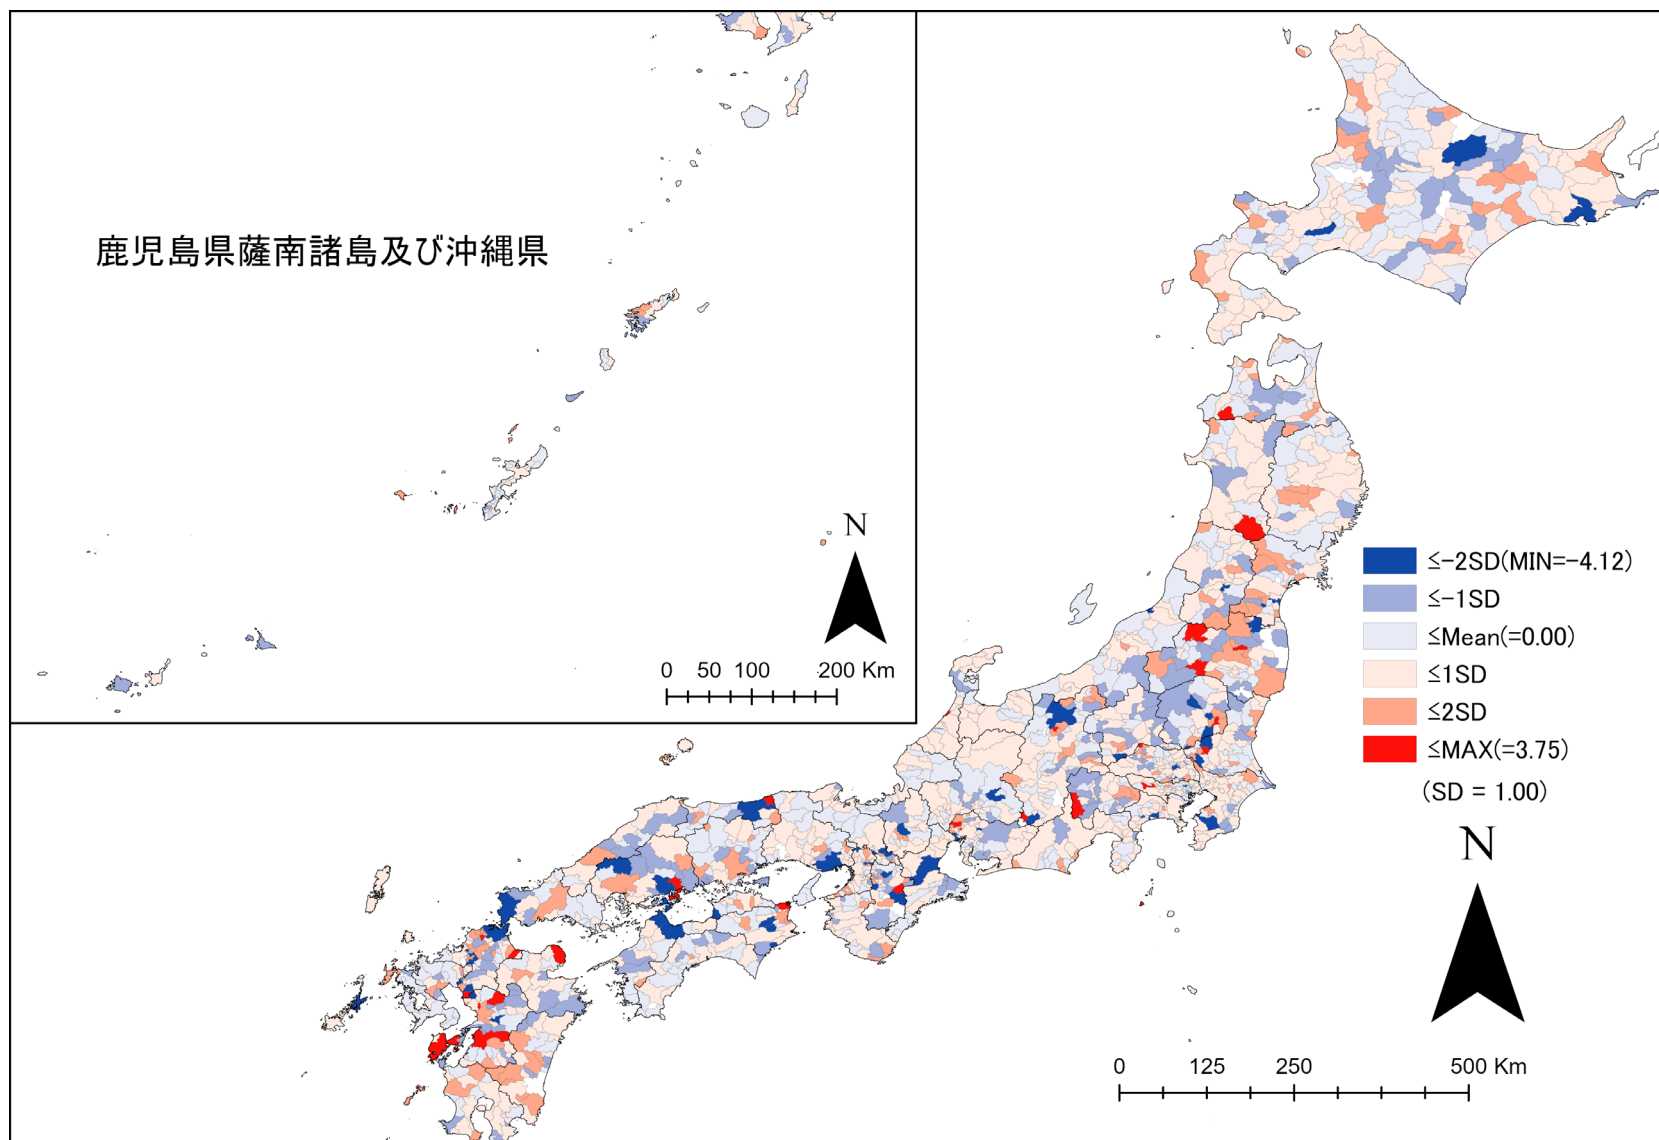 鹿児島県薩南諸島及び沖縄県
N
0 50 100 200 Km
≤-2SD(MIN=-4.12)
≤-1SD
≤Mean(=0.00)
≤1SD
≤2SD
≤MAX(=3.75)
(SD = 1.00)
N
0 125 250 500 Km